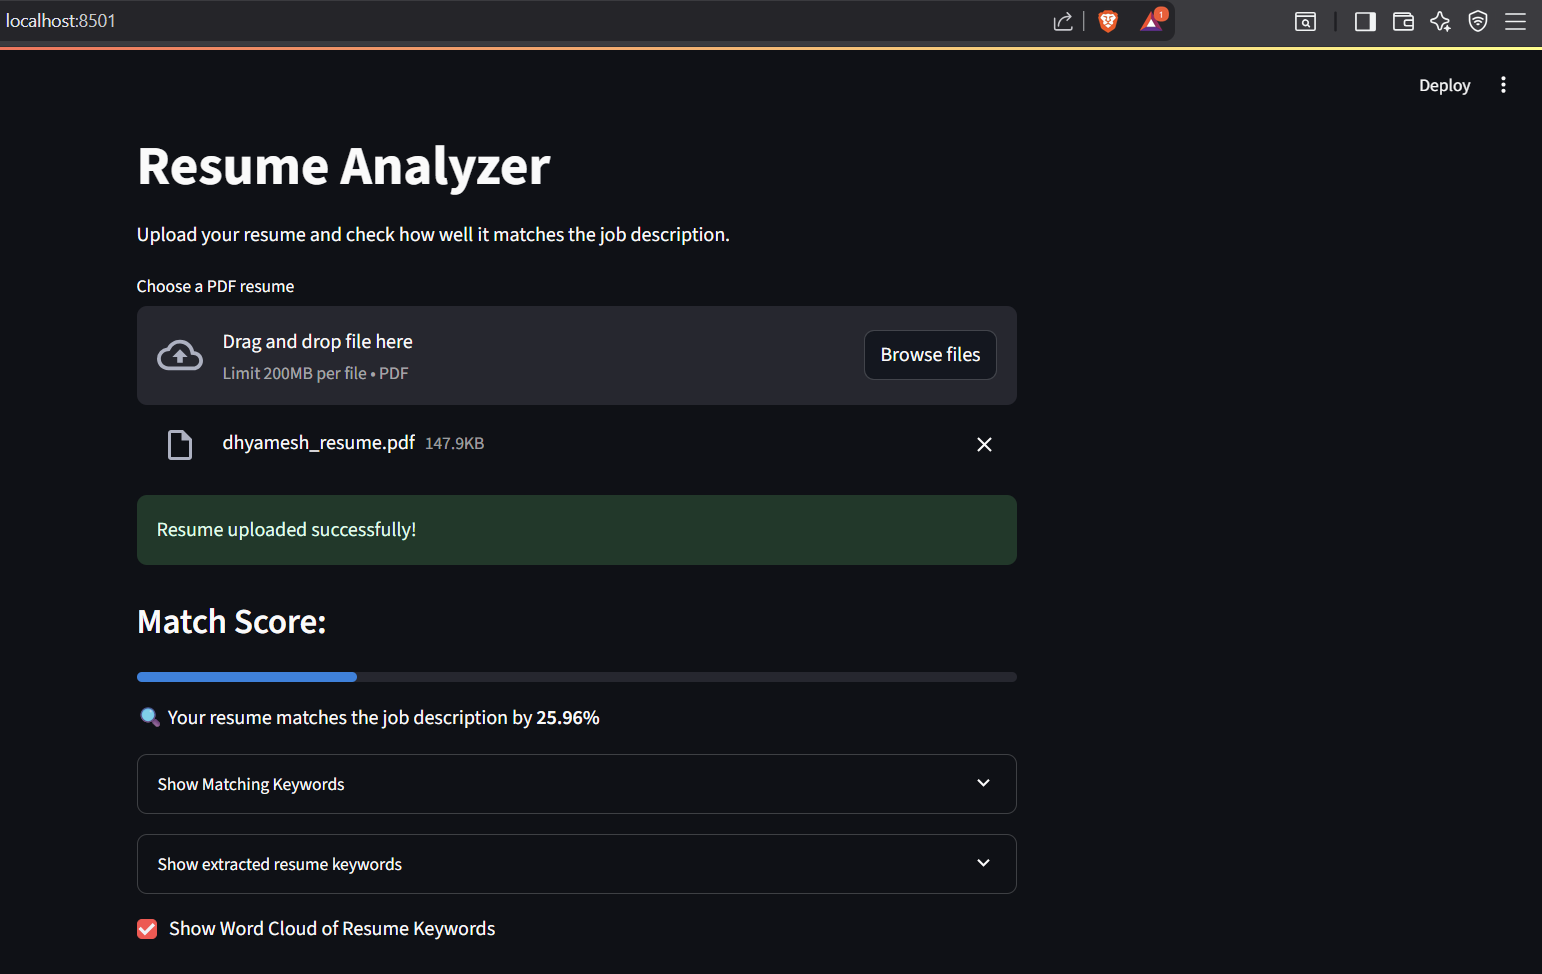 localhost:8501
1
Deploy
Resume Analyzer
Upload your resume and check how well it matches the job description.
Choose a PDF resume
Drag and drop file here
Limit 200MB per file • PDF
Browse files
dhyamesh_resume.pdf 147.9KB
Resume uploaded successfully!
Match Score:
🔍 Your resume matches the job description by 25.96%
Show Matching Keywords
Show extracted resume keywords
Show Word Cloud of Resume Keywords